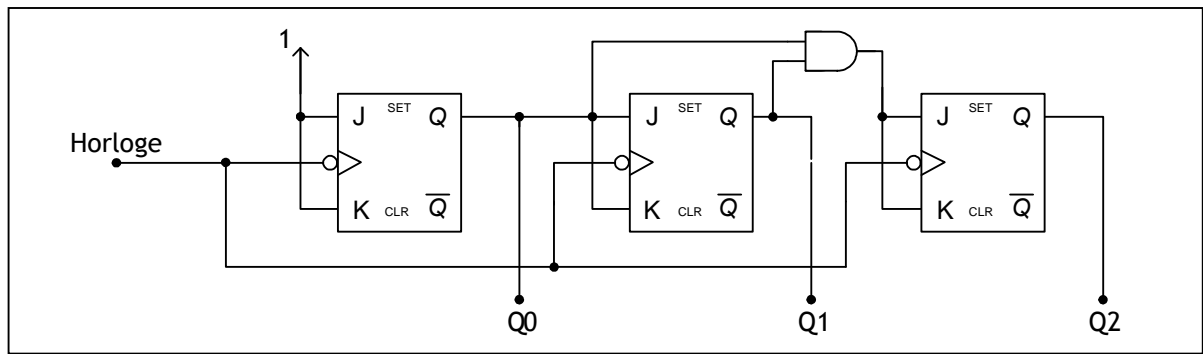 1
J SET Q
J SET Q
J SET Q
Horloge
K CLR Q
K CLR Q
K CLR Q
Q0
Q1
Q2